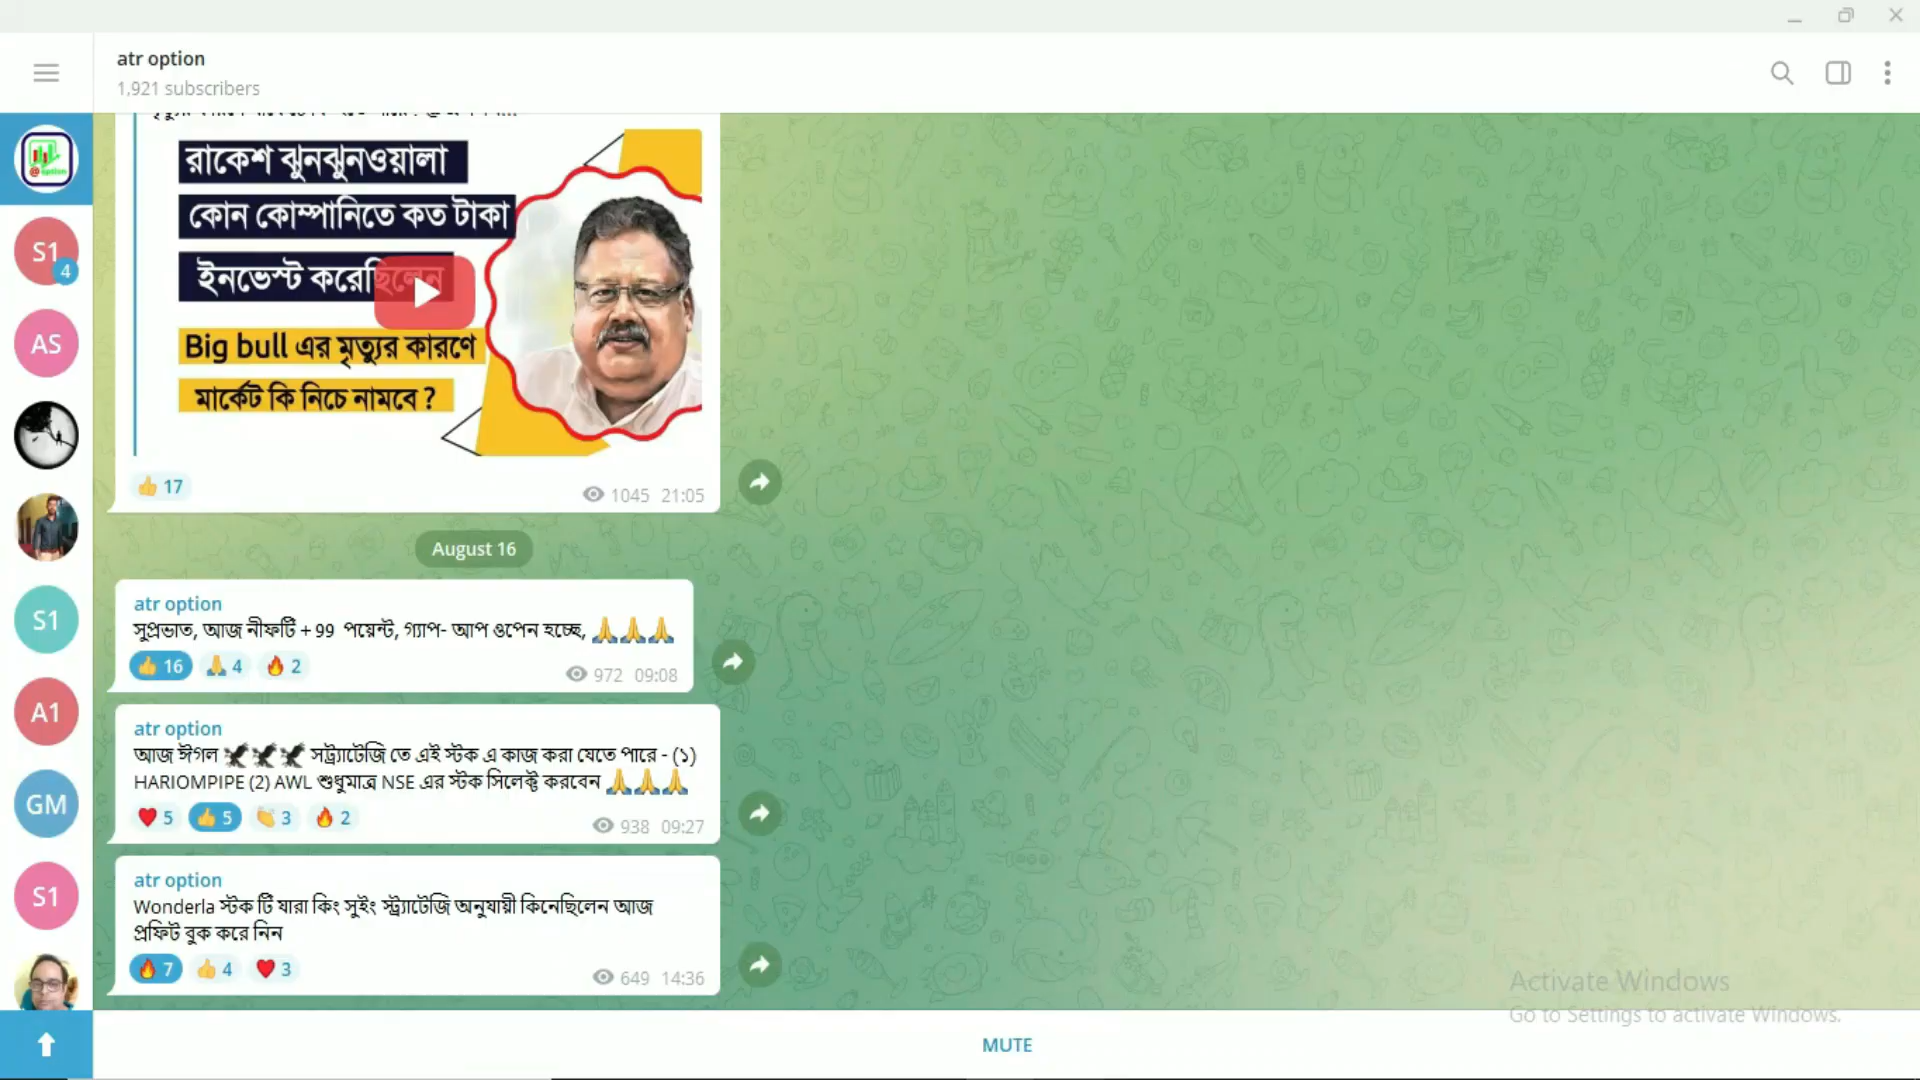 atr option
1,921 subscribers
রাকেশ ঝুনঝুনওয়ালা
কোন কোম্পানিতে কত টাকা
ইনভেস্ট করেছিলেন
Big bull এর মৃত্যুর কারণে
মার্কেট কি নিচে নামবে ?
👍 17
1045 21:05
August 16
atr option
সুপ্রভাত, আজ নীফটি + 99 পয়েন্ট, গ্যাপ- আপ ওপেন হচ্ছে, 🙏🙏🙏
👍 16 🙏 4 🔥 2
972 09:08
atr option
আজ ঈগল 🦅🦅🦅 সট্র্যাটেজি তে এই স্টক এ কাজ করা যেতে পারে - (১)
HARIOMPIPE (2) AWL শুধুমাত্র NSE এর স্টক সিলেক্ট করবেন 🙏🙏🙏
❤️ 5 👍 5 👏 3 🔥 2
938 09:27
atr option
Wonderla স্টক টি যারা কিং সুইং স্ট্র্যাটেজি অনুযায়ী কিনেছিলেন আজ
প্রফিট বুক করে নিন
🔥 7 👍 4 ❤️ 3
649 14:36
S1
4
AS
S1
A1
GM
S1
MUTE
Activate Windows
Go to Settings to activate Windows.